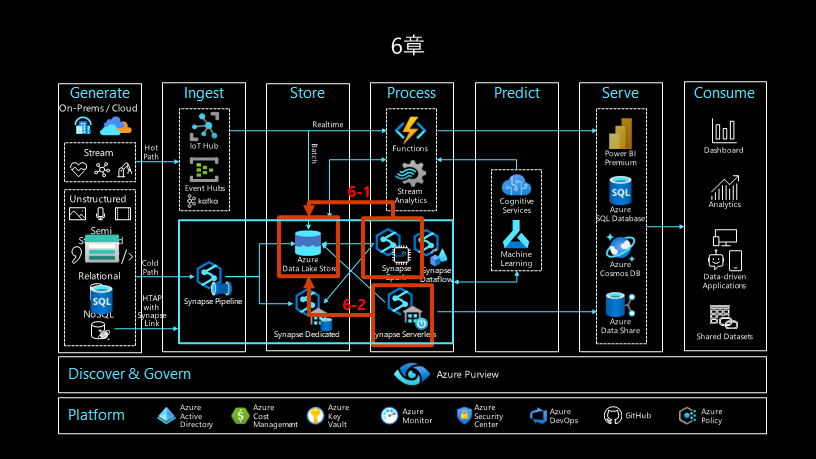 6章
Generate
On-Prems / Cloud
Stream
Unstructured
Semi
Relational
SQL
NoSQL
Hot
Path
Cold
Path
HTAP
with
Synapse
Link
Ingest
IoT Hub
Event Hubs
kafka
Synapse Pipeline
Store
Realtime
Batch
6-1
Azure
Data Lake Store
6-2
Synapse Dedicated
Process
Functions
Stream
Analytics
Synapse
Spark
Synapse
Dataflow
Synapse Serverless
Predict
Cognitive
Services
Machine
Learning
Serve
Power BI
Premium
SQL
Azure
SQL Database
Azure
Cosmos DB
Azure
Data Share
Consume
Dashboard
Analytics
Data-driven
Applications
Shared Datasets
Discover & Govern
Azure Purview
Platform
Azure
Active
Directory
Azure
Cost
Management
Azure
Key
Vault
Azure
Monitor
Azure
Security
Center
Azure
DevOps
GitHub
Azure
Policy